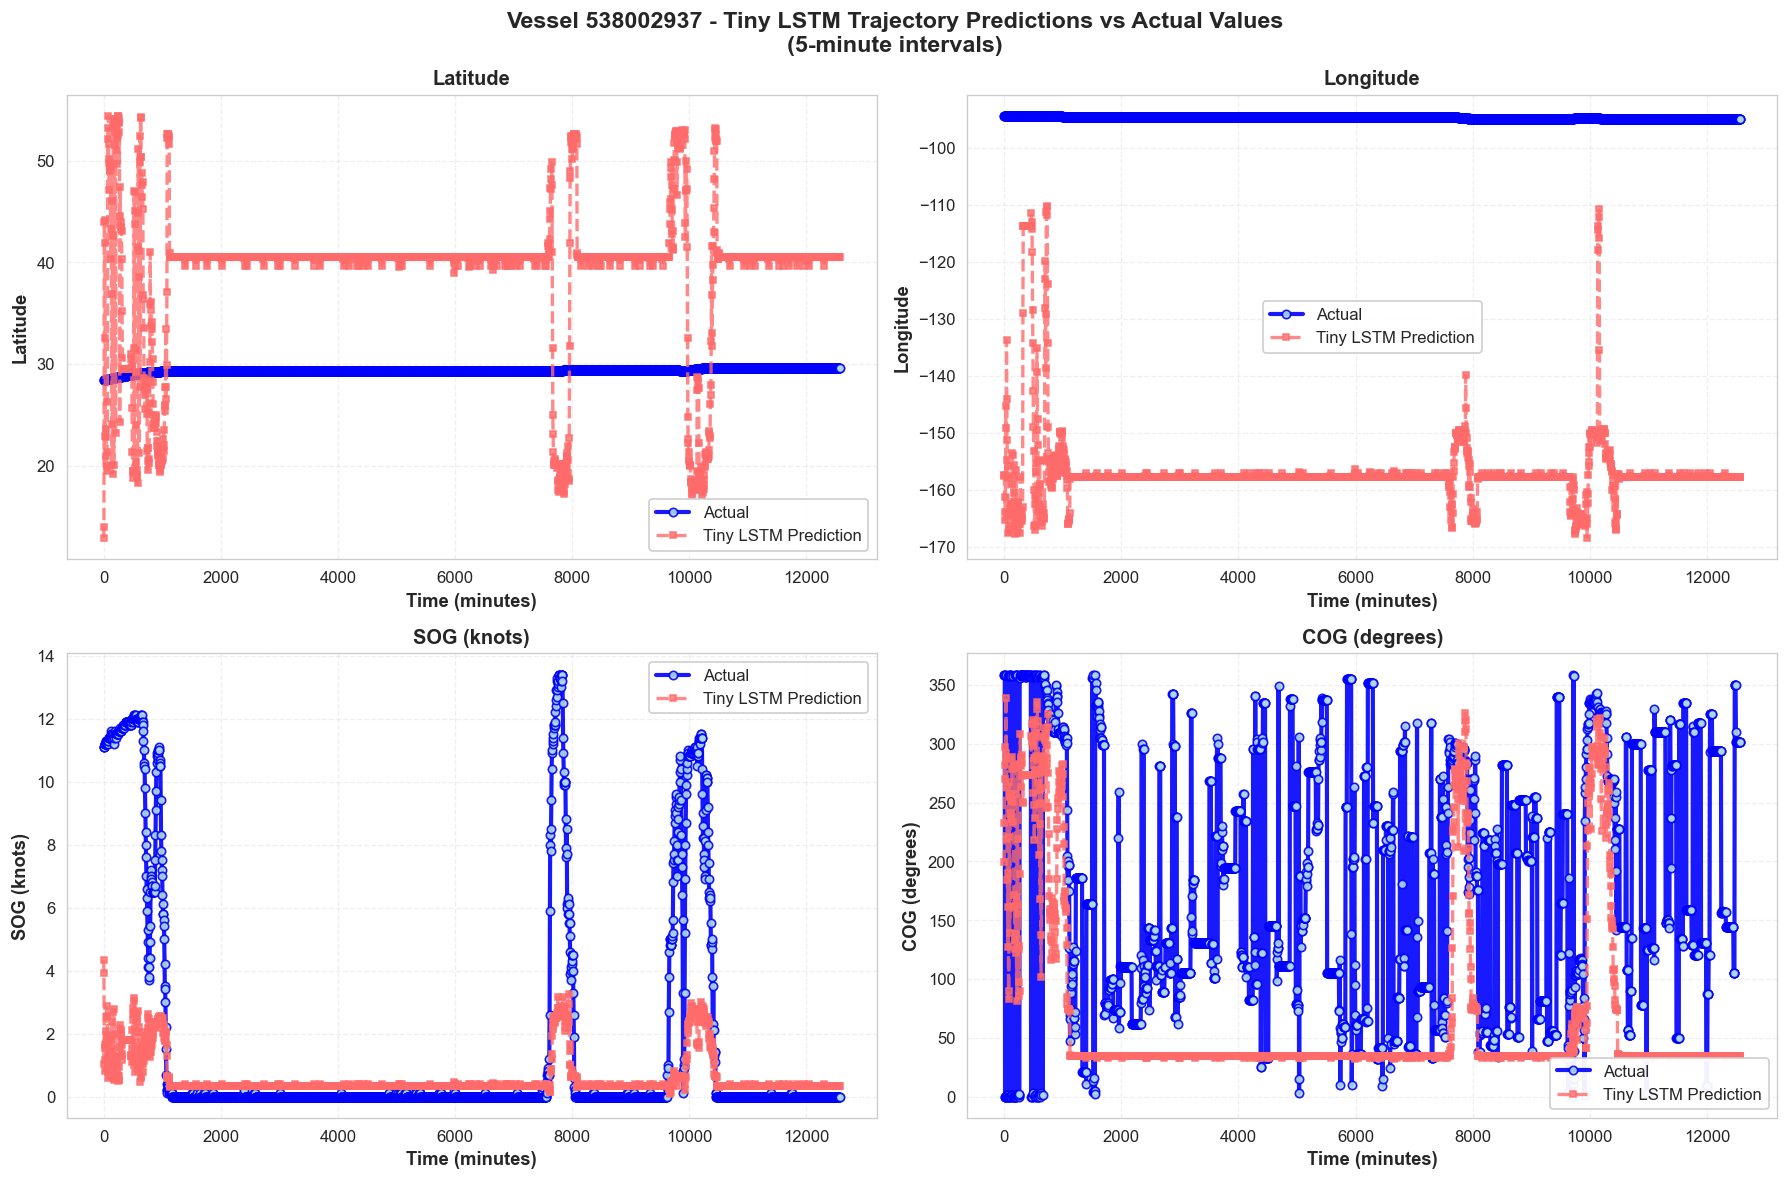 Vessel 538002937 - Tiny LSTM Trajectory Predictions vs Actual Values
(5-minute intervals)
Latitude
Latitude
50
40
30
20
0 2000 4000 6000 8000 10000 12000
Time (minutes)
Actual
Tiny LSTM Prediction
Longitude
Longitude
−100
−110
−120
−130
−140
−150
−160
−170
0 2000 4000 6000 8000 10000 12000
Time (minutes)
Actual
Tiny LSTM Prediction
SOG (knots)
SOG (knots)
14
12
10
8
6
4
2
0
0 2000 4000 6000 8000 10000 12000
Time (minutes)
Actual
Tiny LSTM Prediction
COG (degrees)
COG (degrees)
350
300
250
200
150
100
50
0
0 2000 4000 6000 8000 10000 12000
Time (minutes)
Actual
Tiny LSTM Prediction